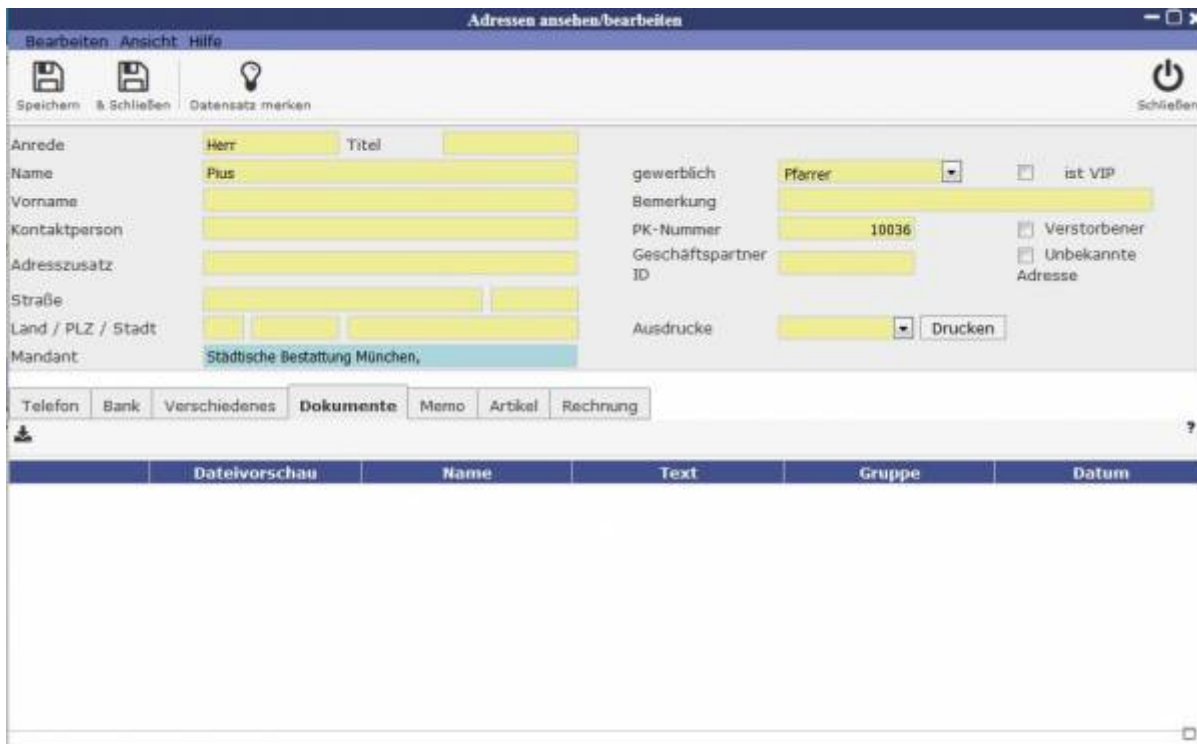 Adressen ansehen/bearbeiten
Bearbeiten Ansicht Hilfe
Speichern & Schließen Datensatz merken Schließen
Anrede Herr Titel
Name Pius gewerblich Pfarrer ist VIP
Vorname Bemerkung
Kontaktperson PK-Nummer 10036 Verstorbener
Adresszusatz Geschäftspartner ID Unbekannte Adresse
Straße
Land / PLZ / Stadt Ausdrucke Drucken
Mandant Städtische Bestattung München,
Telefon Bank Verschiedenes Dokumente Memo Artikel Rechnung
?
Dateivorschau Name Text Gruppe Datum